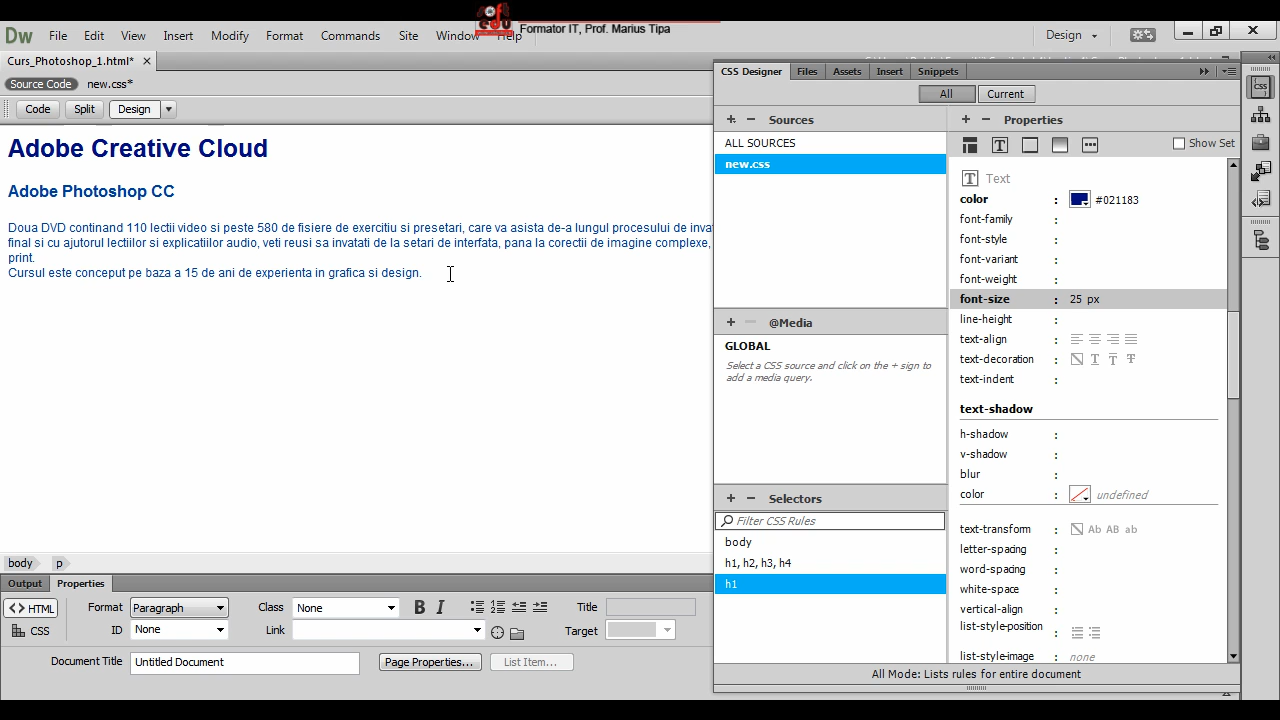 soft
edu
Formator IT, Prof. Marius Tipa
Dw File Edit View Insert Modify Format Commands Site Window Help Design
Curs_Photoshop_1.html*
Source Code new.css*
Code Split Design
Adobe Creative Cloud
Adobe Photoshop CC
Doua DVD continand 110 lectii video si peste 580 de fisiere de exercitiu si presetari, care va asista de-a lungul procesului de
final si cu ajutorul lectiilor si explicatiilor audio, veti reusi sa invatati de la setari de interfata, pana la corectii de imagine complexe,
print.
Cursul este conceput pe baza a 15 de ani de experienta in grafica si design.
body p
Output Properties
<> HTML Format Paragraph Class None B I Title
CSS ID None Link Target
Document Title Untitled Document Page Properties... List Item...
CSS Designer Files Assets Insert Snippets
All Current
+ − Sources
ALL SOURCES
new.css
+ − @Media
GLOBAL
Select a CSS source and click on the + sign to
add a media query.
+ − Selectors
Filter CSS Rules
body
h1, h2, h3, h4
h1
+ − Properties
T Show Set
T Text
color : #021183
font-family :
font-style :
font-variant :
font-weight :
font-size : 25 px
line-height :
text-align :
text-decoration : T T T
text-indent :
text-shadow
h-shadow :
v-shadow :
blur :
color : undefined
text-transform : Ab AB ab
letter-spacing :
word-spacing :
white-space :
vertical-align :
list-style-position :
list-style-image : none
All Mode: Lists rules for entire document
CSS